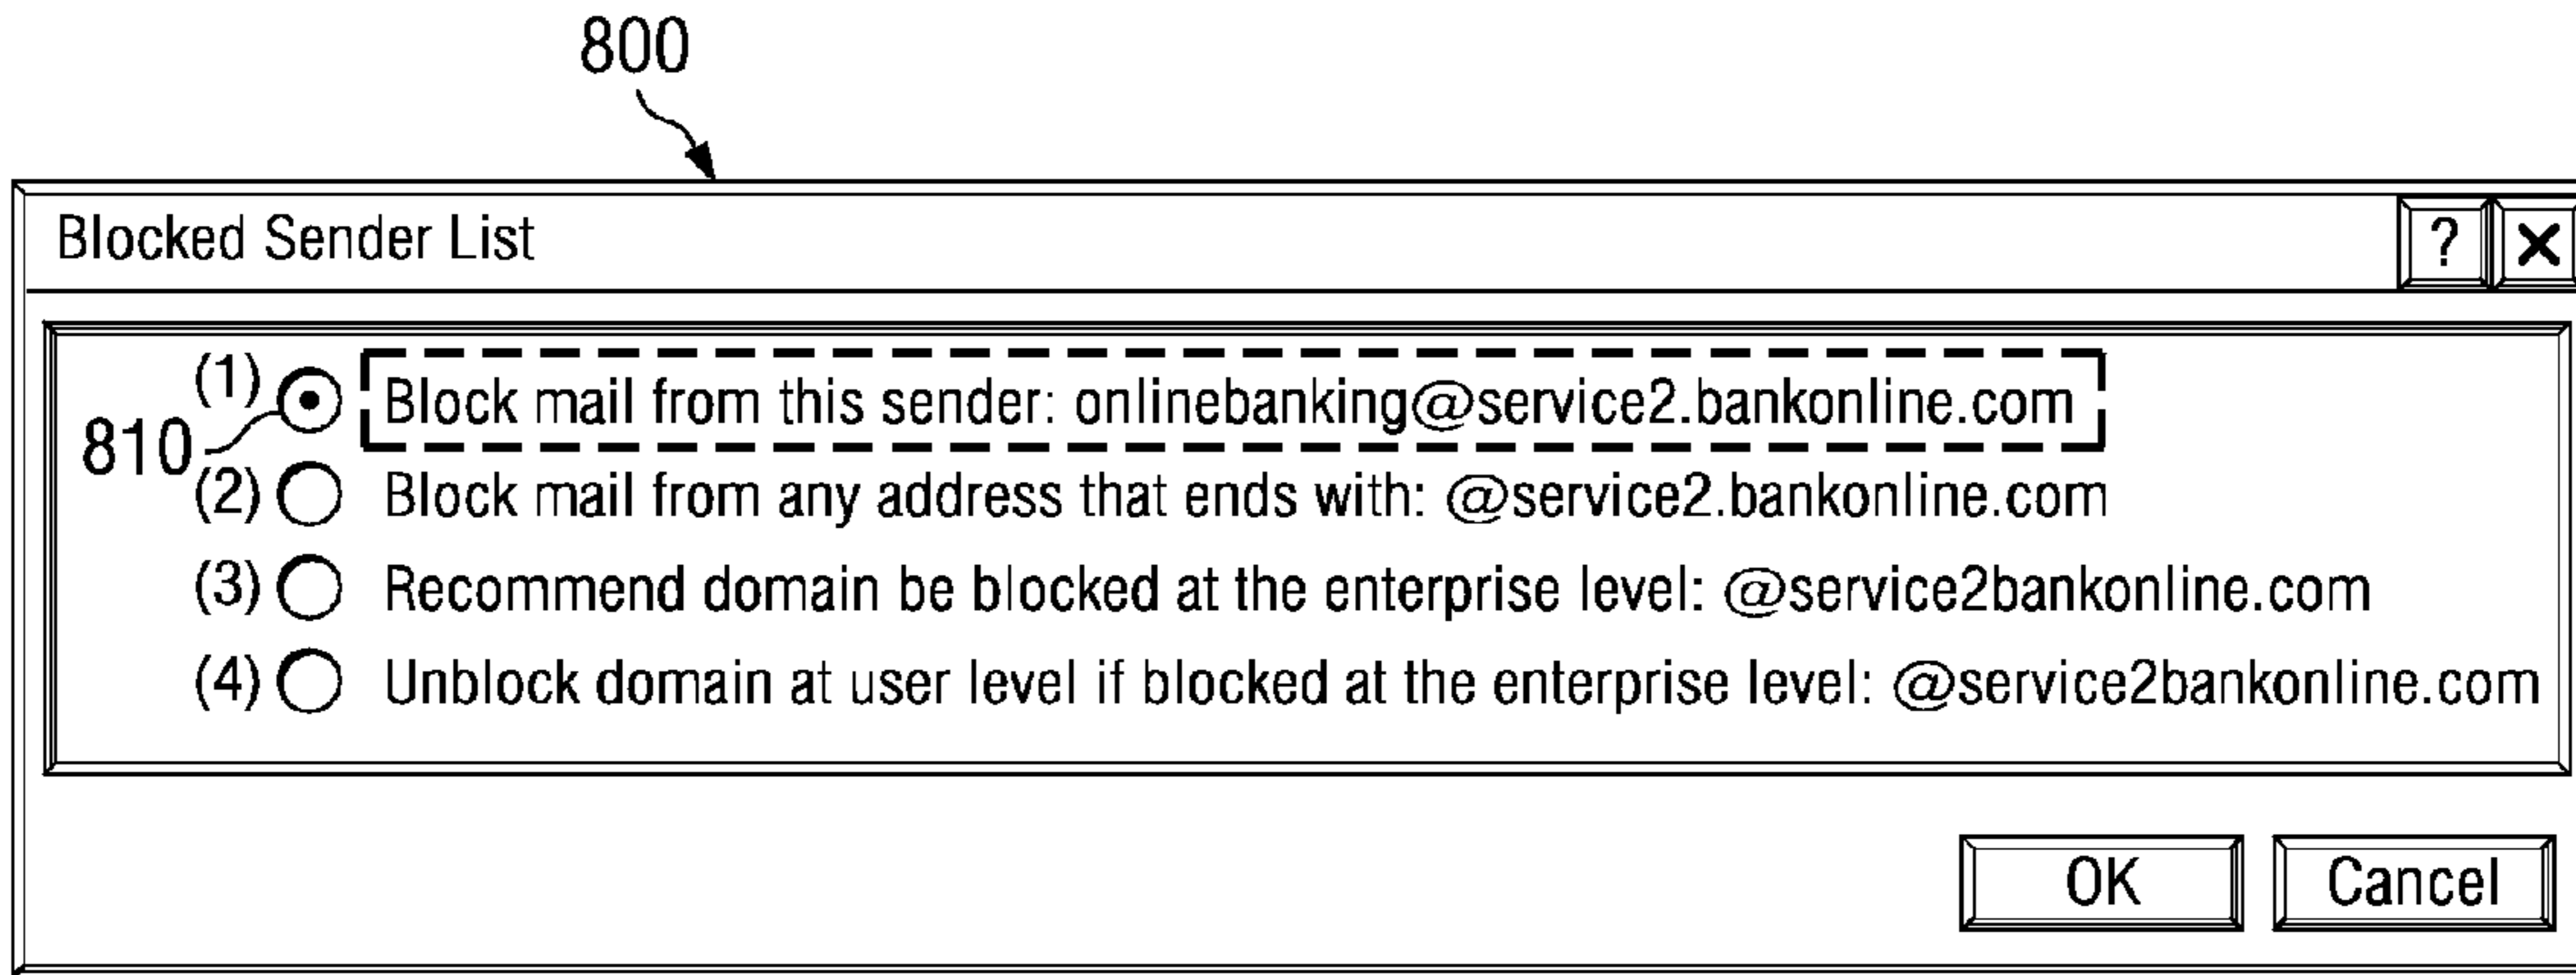 800
Blocked Sender List ? ×
(1) Block mail from this sender: onlinebanking@service2.bankonline.com
810
(2) Block mail from any address that ends with: @service2.bankonline.com
(3) Recommend domain be blocked at the enterprise level: @service2bankonline.com
(4) Unblock domain at user level if blocked at the enterprise level: @service2bankonline.com
OK Cancel